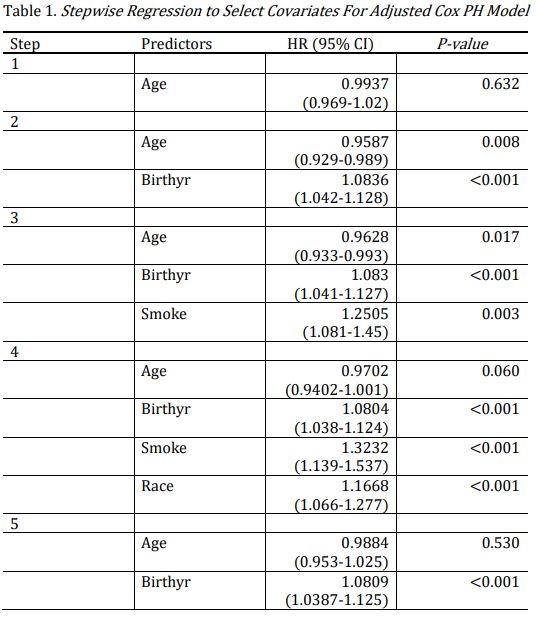 Table 1. Stepwise Regression to Select Covariates For Adjusted Cox PH Model
Step Predictors HR (95% CI) P-value
1
Age 0.9937 0.632
(0.969-1.02)
2
Age 0.9587 0.008
(0.929-0.989)
Birthyr 1.0836 <0.001
(1.042-1.128)
3
Age 0.9628 0.017
(0.933-0.993)
Birthyr 1.083 <0.001
(1.041-1.127)
Smoke 1.2505 0.003
(1.081-1.45)
4
Age 0.9702 0.060
(0.9402-1.001)
Birthyr 1.0804 <0.001
(1.038-1.124)
Smoke 1.3232 <0.001
(1.139-1.537)
Race 1.1668 <0.001
(1.066-1.277)
5
Age 0.9884 0.530
(0.953-1.025)
Birthyr 1.0809 <0.001
(1.0387-1.125)